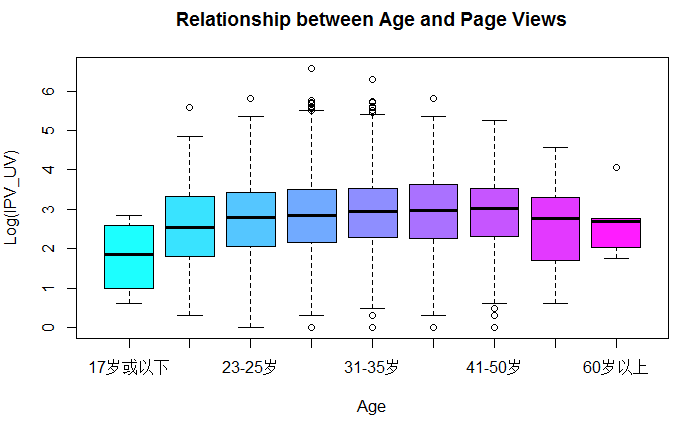 Relationship between Age and Page Views
Log(IPV_UV)
6
5
4
3
2
1
0
17岁或以下 23-25岁 31-35岁 41-50岁 60岁以上
Age